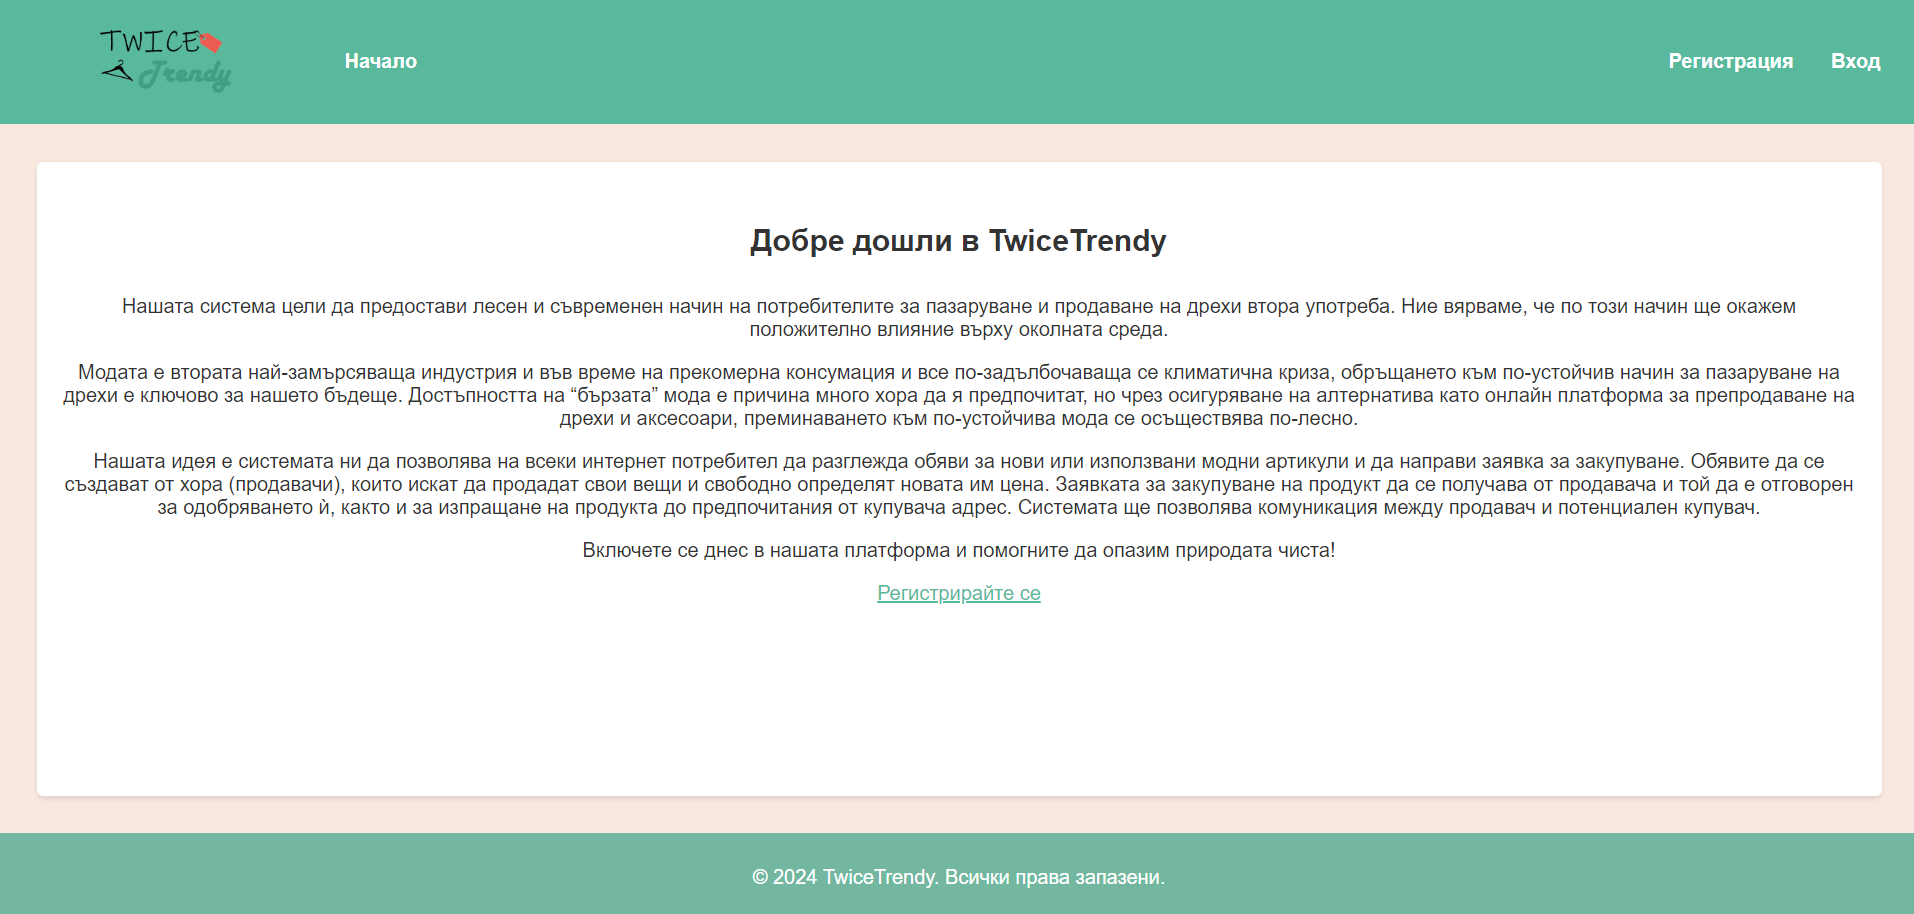 TWICE
Trendy
Начало
Регистрация
Вход
Добре дошли в TwiceTrendy
Нашата система цели да предостави лесен и съвременен начин на потребителите за пазаруване и продаване на дрехи втора употреба. Ние вярваме, че по този начин ще окажем
положително влияние върху околната среда.
Модата е втората най-замърсяваща индустрия и във време на прекомерна консумация и все по-задълбочаваща се климатична криза, обръщането към по-устойчив начин за пазаруване на
дрехи е ключово за нашето бъдеще. Достъпността на “бързата” мода е причина много хора да я предпочитат, но чрез осигуряване на алтернатива като онлайн платформа за препродаване на
дрехи и аксесоари, преминаването към по-устойчива мода се осъществява по-лесно.
Нашата идея е системата ни да позволява на всеки интернет потребител да разглежда обяви за нови или използвани модни артикули и да направи заявка за закупуване. Обявите да се
създават от хора (продавачи), които искат да продадат свои вещи и свободно определят новата им цена. Заявката за закупуване на продукт да се получава от продавача и той да е отговорен
за одобряването ѝ, както и за изпращане на продукта до предпочитания от купувача адрес. Системата ще позволява комуникация между продавач и потенциален купувач.
Включете се днес в нашата платформа и помогните да опазим природата чиста!
Регистрирайте се
© 2024 TwiceTrendy. Всички права запазени.